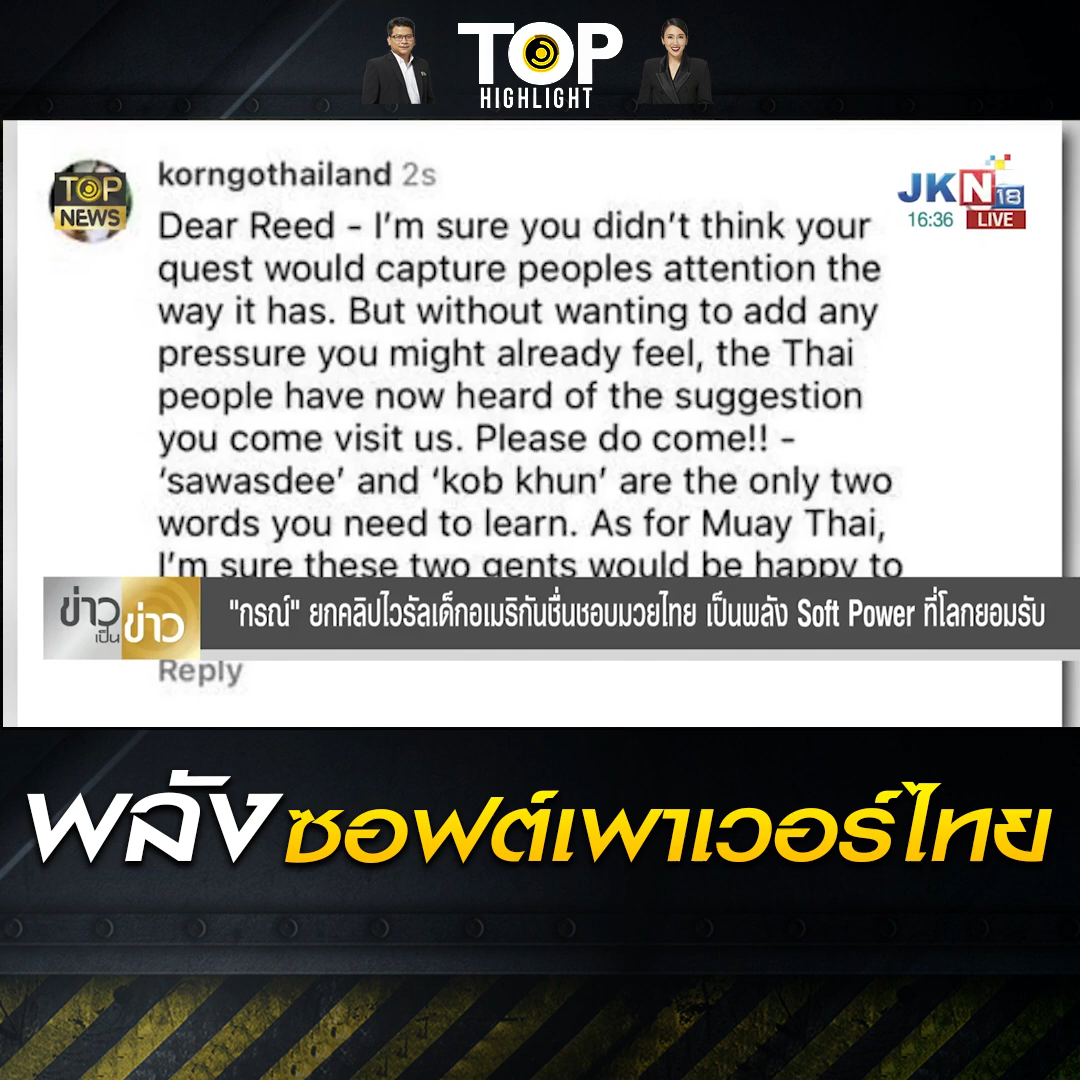 TOP
HIGHLIGHT
TOP
NEWS
korngothailand 2s
JKN18
16:36 LIVE
Dear Reed - I'm sure you didn't think your
quest would capture peoples attention the
way it has. But without wanting to add any
pressure you might already feel, the Thai
people have now heard of the suggestion
you come visit us. Please do come!! -
'sawasdee' and 'kob khun' are the only two
words you need to learn. As for Muay Thai,
I'm sure these two gents would be happy to
ข่าวเป็นข่าว
"กรณ์" ยกคลิปไวรัลเด็กอเมริกันชื่นชอบมวยไทย เป็นพลัง Soft Power ที่โลกยอมรับ
Reply
พลังซอฟต์เพาเวอร์ไทย